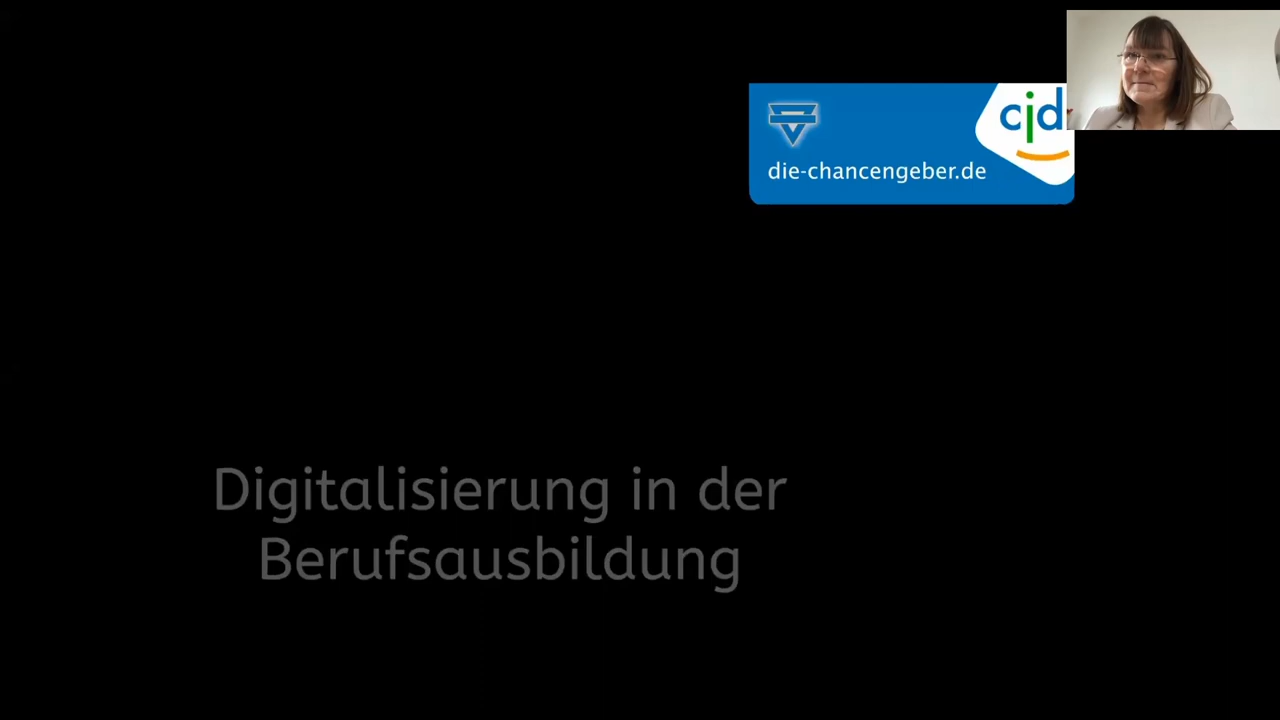 cjd
die-chancengeber.de
Digitalisierung in der
Berufsausbildung